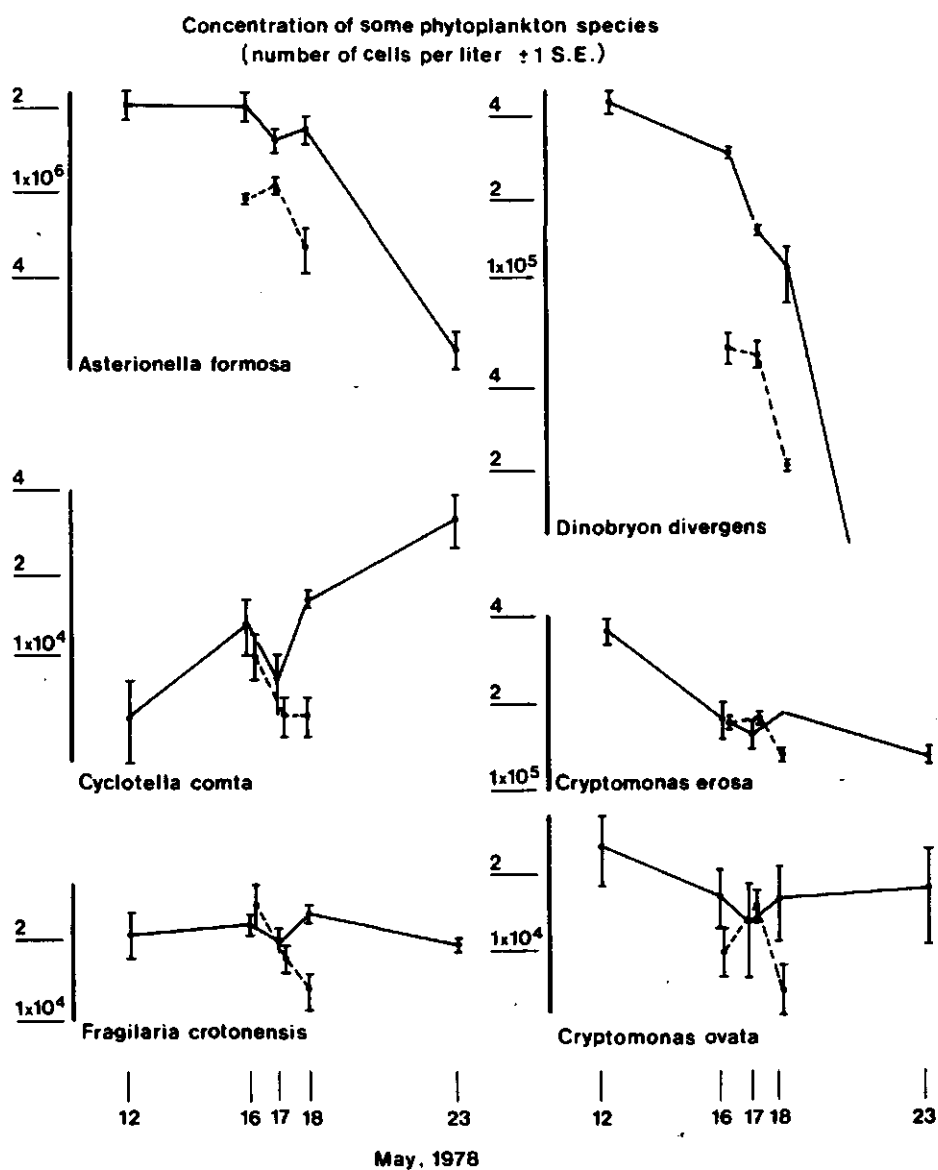 Concentration of some phytoplankton species
(number of cells per liter ±1 S.E.)
2
1x10⁶
4
Asterionella formosa
4
2
1x10⁵
4
2
Dinobryon divergens
4
2
1x10⁴
Cyclotella comta
4
2
1x10⁵
Cryptomonas erosa
2
1x10⁴
Fragilaria crotonensis
2
1x10⁴
Cryptomonas ovata
12 16 17 18 23
12 16 17 18 23
May, 1978